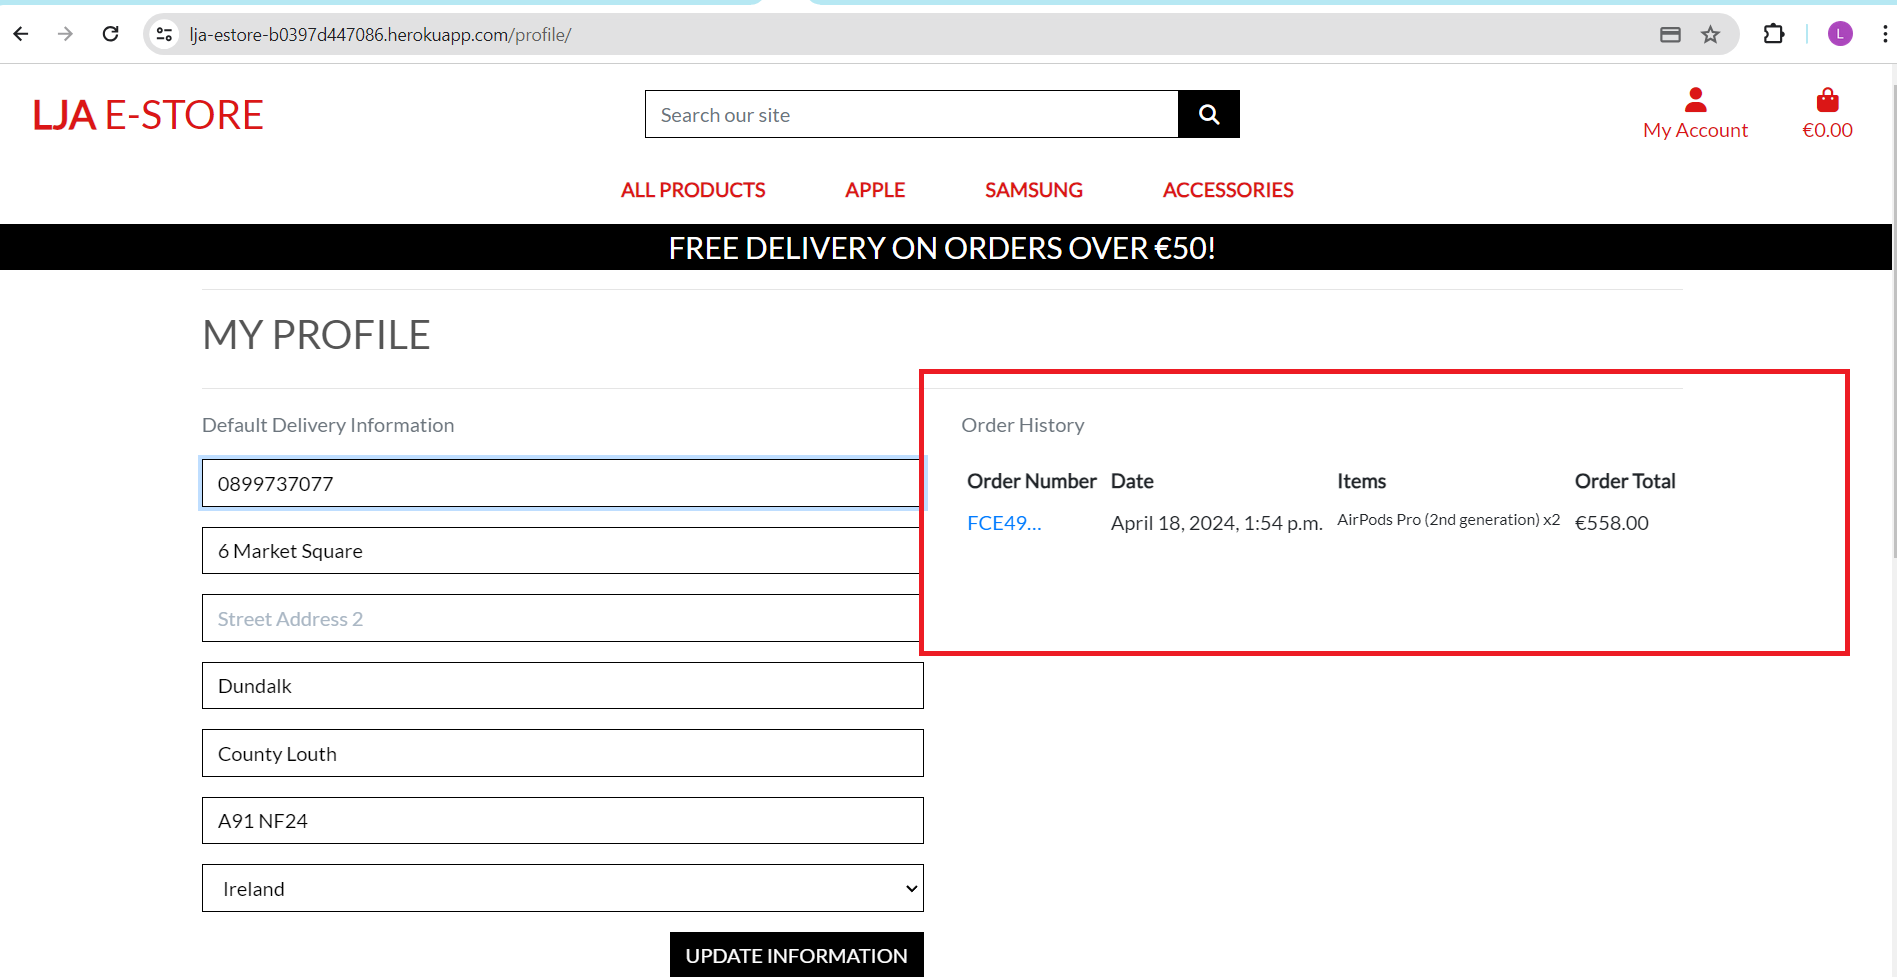 lja-estore-b0397d447086.herokuapp.com/profile/
L
LJA E-STORE
Search our site
My Account
€0.00
ALL PRODUCTS APPLE SAMSUNG ACCESSORIES
FREE DELIVERY ON ORDERS OVER €50!
MY PROFILE
Default Delivery Information
0899737077
6 Market Square
Street Address 2
Dundalk
County Louth
A91 NF24
Ireland
UPDATE INFORMATION
Order History
Order Number Date Items Order Total
FCE49... April 18, 2024, 1:54 p.m. AirPods Pro (2nd generation) x2 €558.00